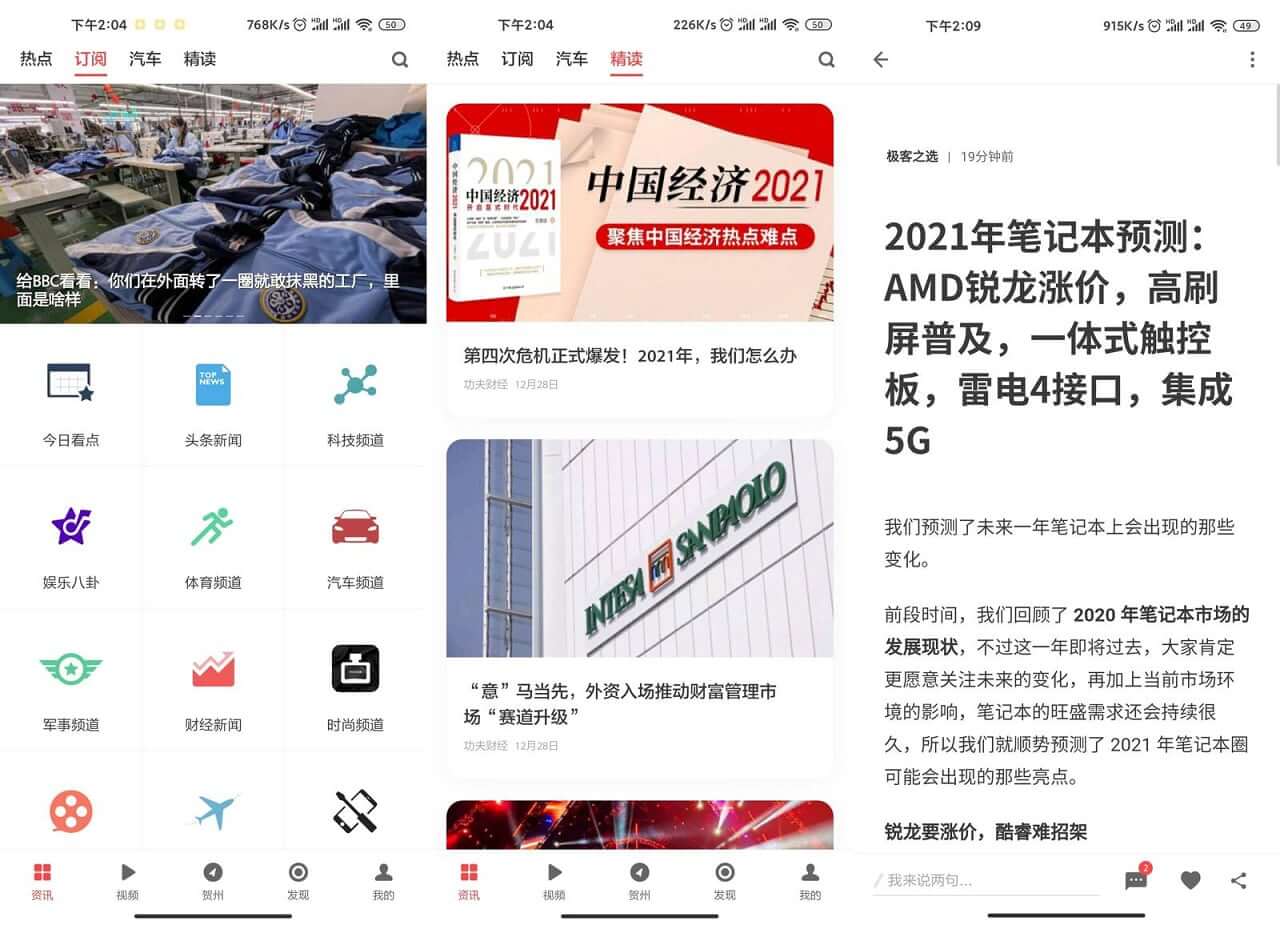 下午2:04
768K/s
HD
HD
50
热点
订阅
汽车
精读
给BBC看看：你们在外面转了一圈就敢抹黑的工厂，里
面是啥样
今日看点
TOP
NEWS
头条新闻
科技频道
娱乐八卦
体育频道
汽车频道
军事频道
财经新闻
时尚频道
资讯
视频
贺州
发现
我的
下午2:04
226K/s
HD
HD
50
热点
订阅
汽车
精读
2021
中国经济2021
2021
中国经济2021
聚焦中国经济热点难点
第四次危机正式爆发！2021年，我们怎么办
功夫财经 12月28日
INTESA SANPAOLO
“意”马当先，外资入场推动财富管理市
场“赛道升级”
功夫财经 12月28日
资讯
视频
贺州
发现
我的
下午2:09
915K/s
HD
HD
49
极客之选 | 19分钟前
2021年笔记本预测：
AMD锐龙涨价，高刷
屏普及，一体式触控
板，雷电4接口，集成
5G
我们预测了未来一年笔记本上会出现的那些
变化。
前段时间，我们回顾了 2020 年笔记本市场的
发展现状，不过这一年即将过去，大家肯定
更愿意关注未来的变化，再加上当前市场环
境的影响，笔记本的旺盛需求还会持续很
久，所以我们就顺势预测了 2021 年笔记本圈
可能会出现的那些亮点。
锐龙要涨价，酷睿难招架
我来说两句...
2